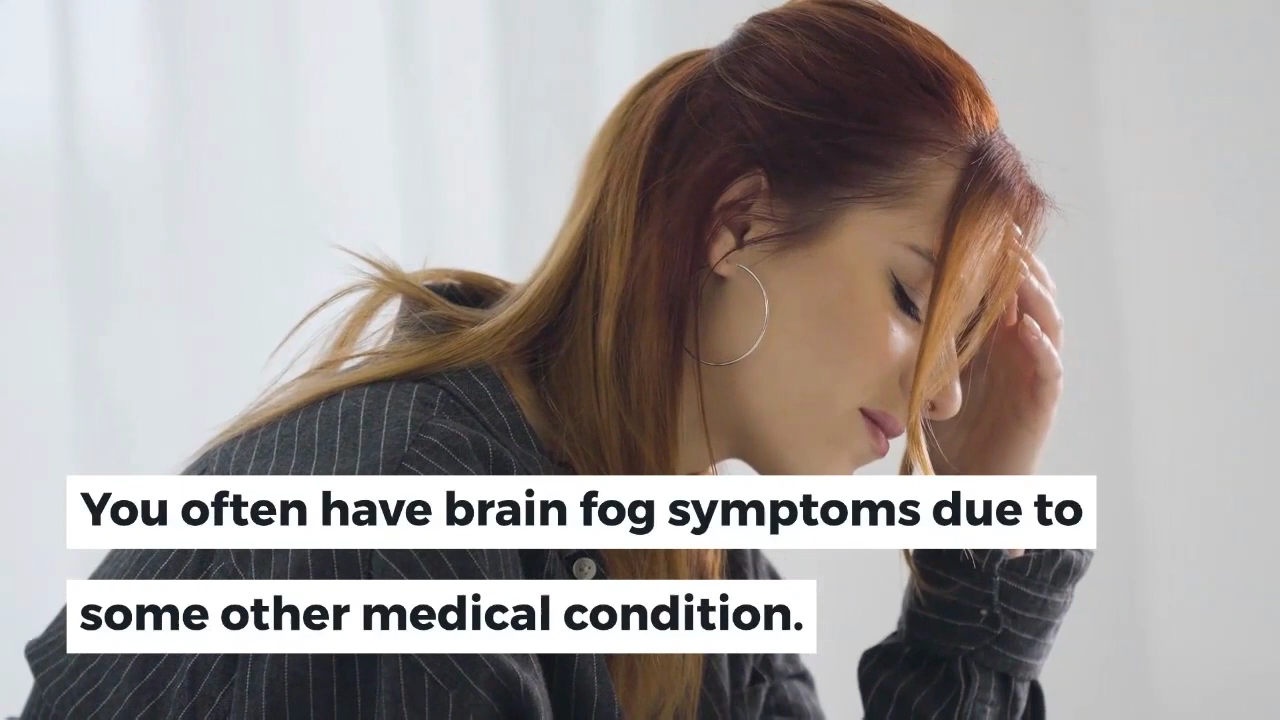 You often have brain fog symptoms due to
some other medical condition.